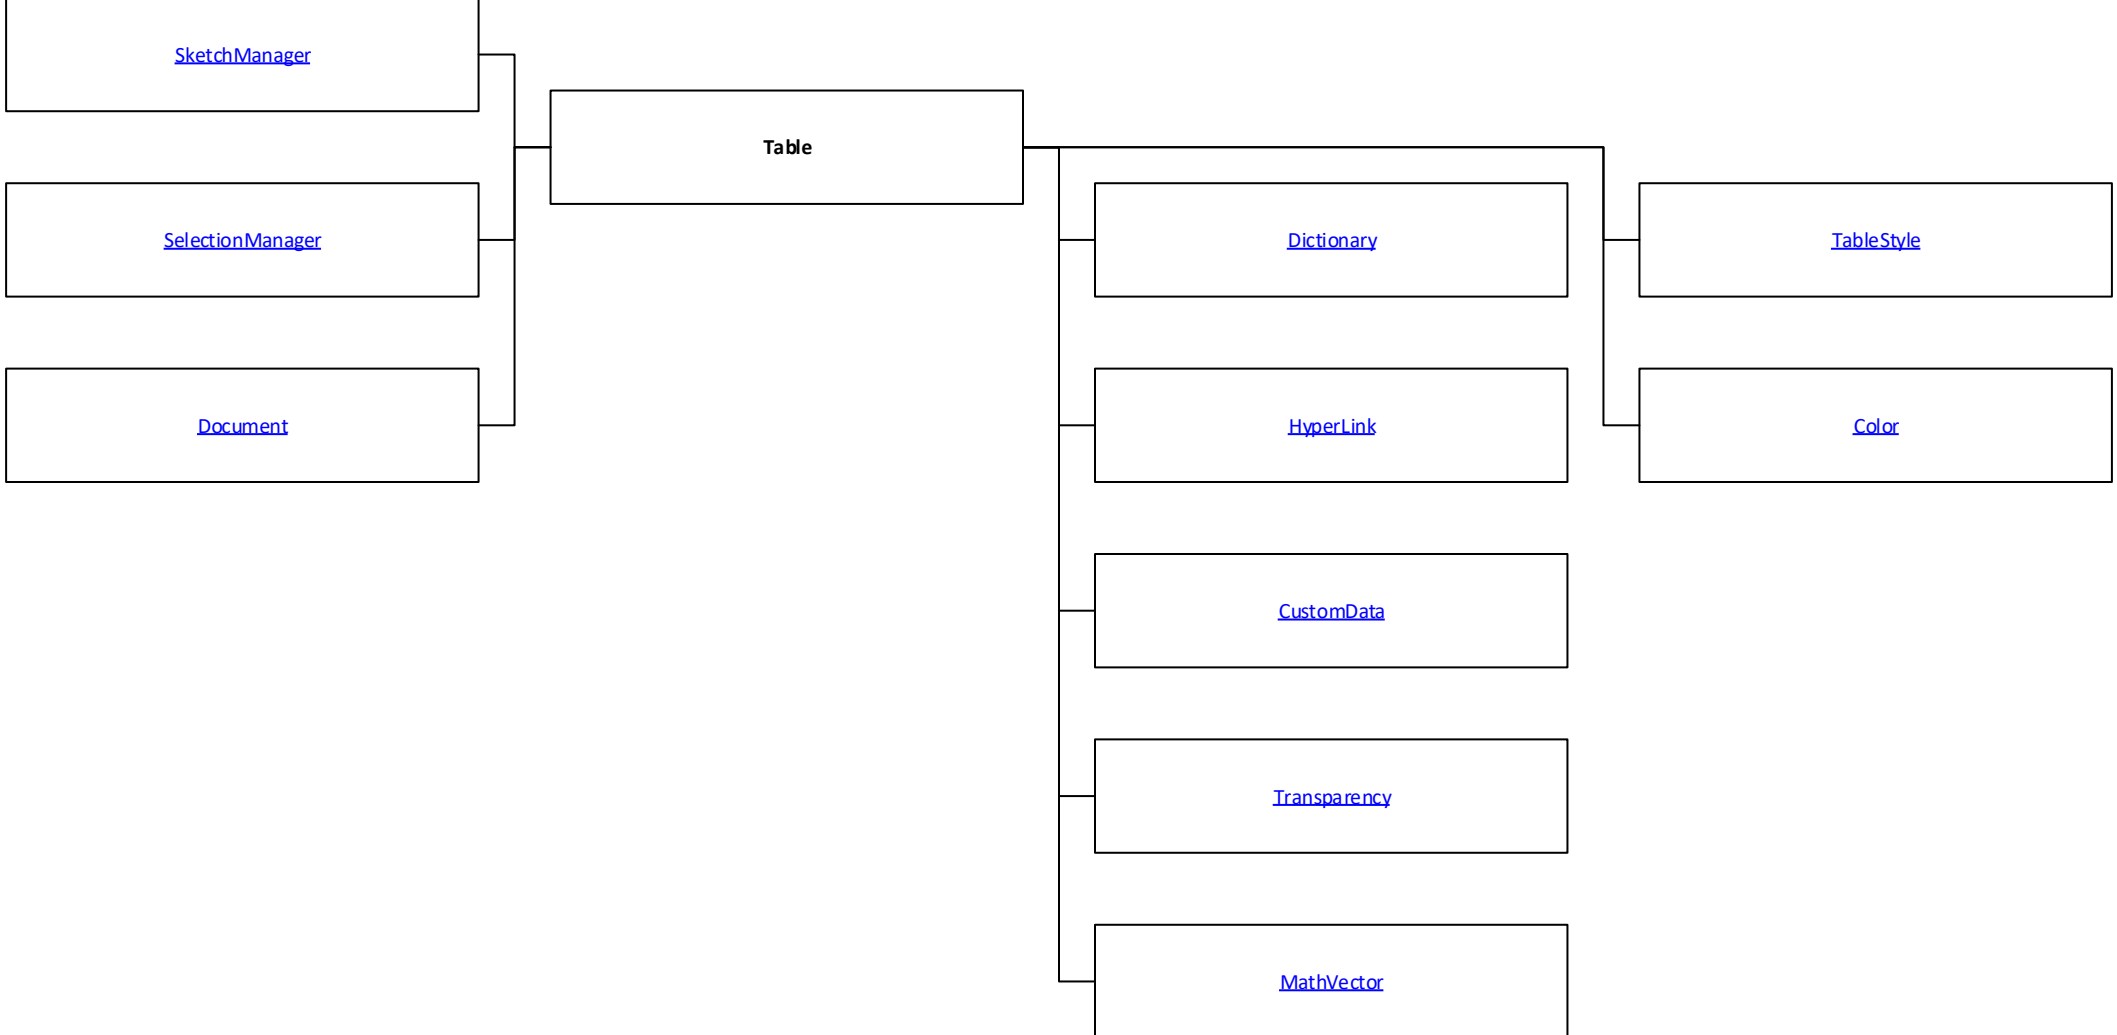 SketchManager
Table
SelectionManager
Dictionary
TableStyle
Document
HyperLink
Color
CustomData
Transparency
MathVector